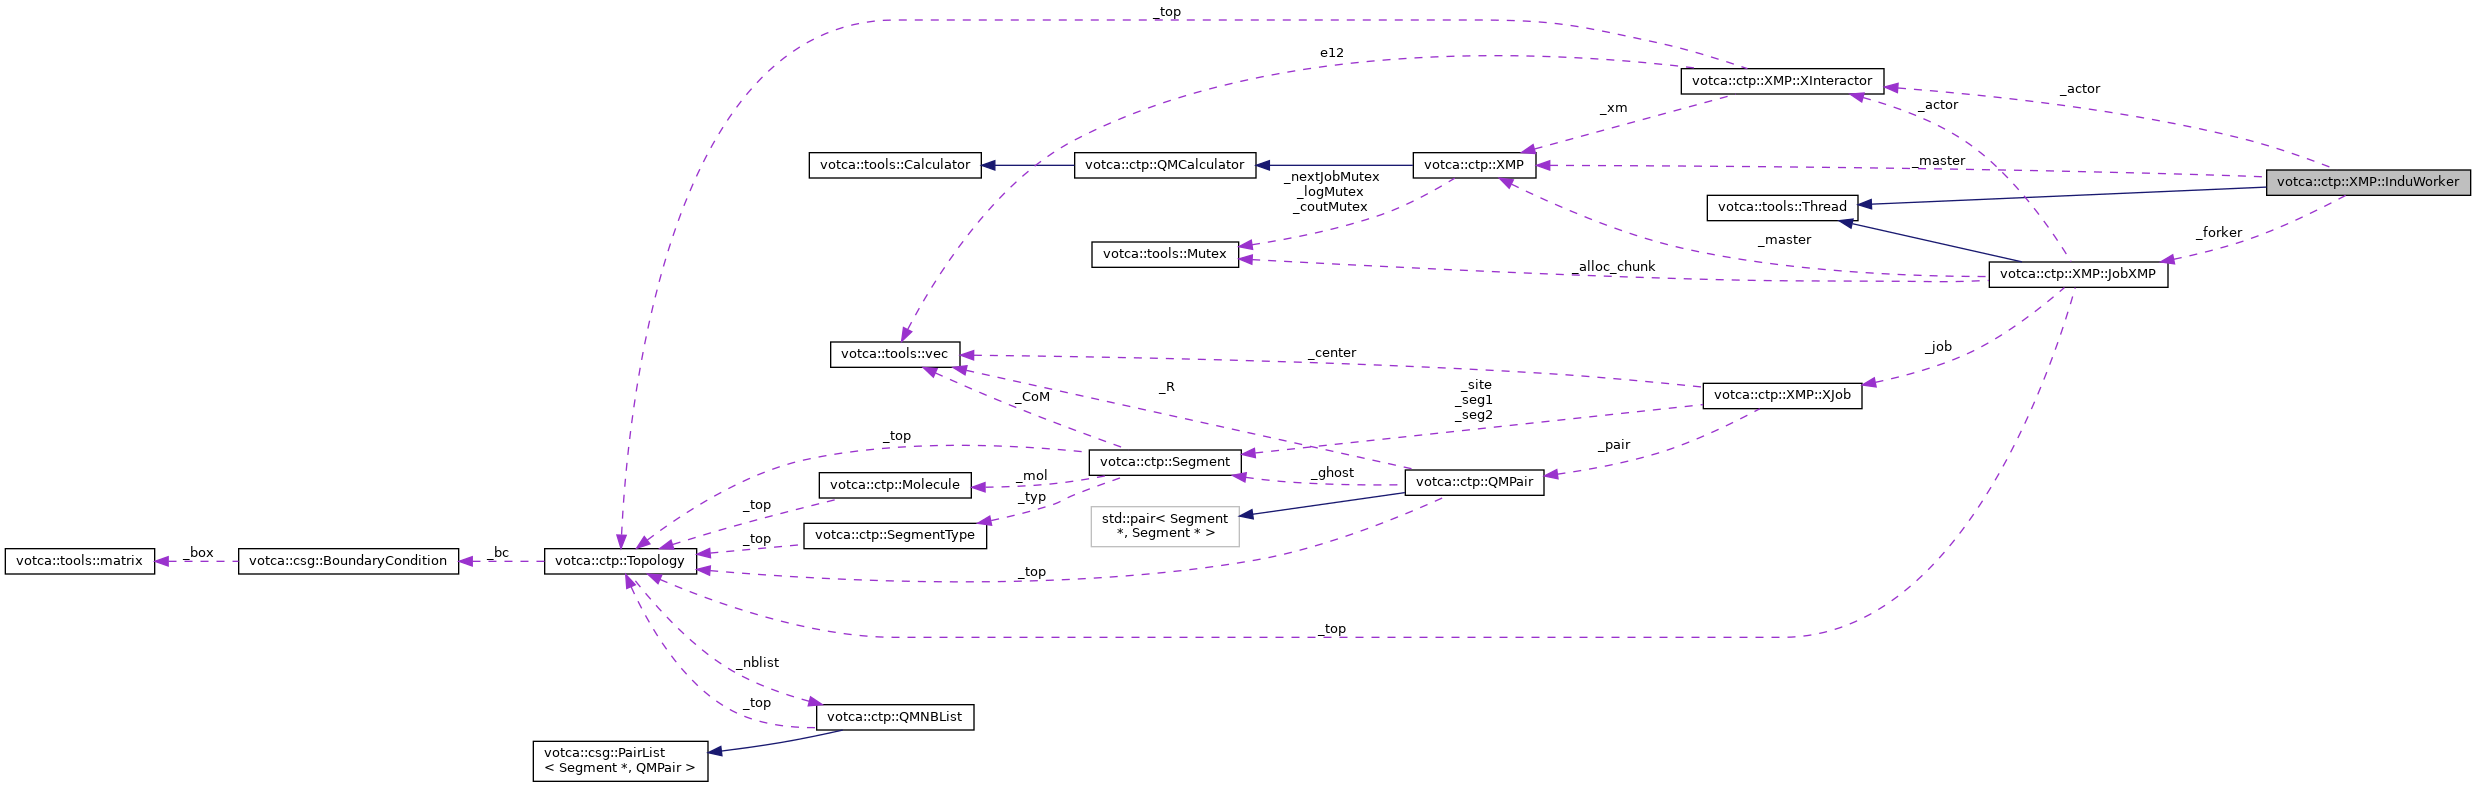 _top
e12
votca::ctp::XMP::XInteractor
_actor
_actor
_xm
votca::tools::Calculator
votca::ctp::QMCalculator
votca::ctp::XMP
_master
_nextJobMutex
_logMutex
_coutMutex
votca::ctp::XMP::InduWorker
votca::tools::Thread
_forker
_master
votca::tools::Mutex
_alloc_chunk
votca::ctp::XMP::JobXMP
votca::tools::vec
_center
_job
_R
_site
_seg1
_seg2
_CoM
votca::ctp::XMP::XJob
_top
_pair
votca::ctp::Segment
_mol
_ghost
votca::ctp::Molecule
votca::ctp::QMPair
_typ
_top
std::pair< Segment
*, Segment * >
votca::ctp::SegmentType
_top
votca::tools::matrix
_box
votca::csg::BoundaryCondition
_bc
votca::ctp::Topology
_top
_top
_nblist
_top
votca::ctp::QMNBList
votca::csg::PairList
< Segment *, QMPair >